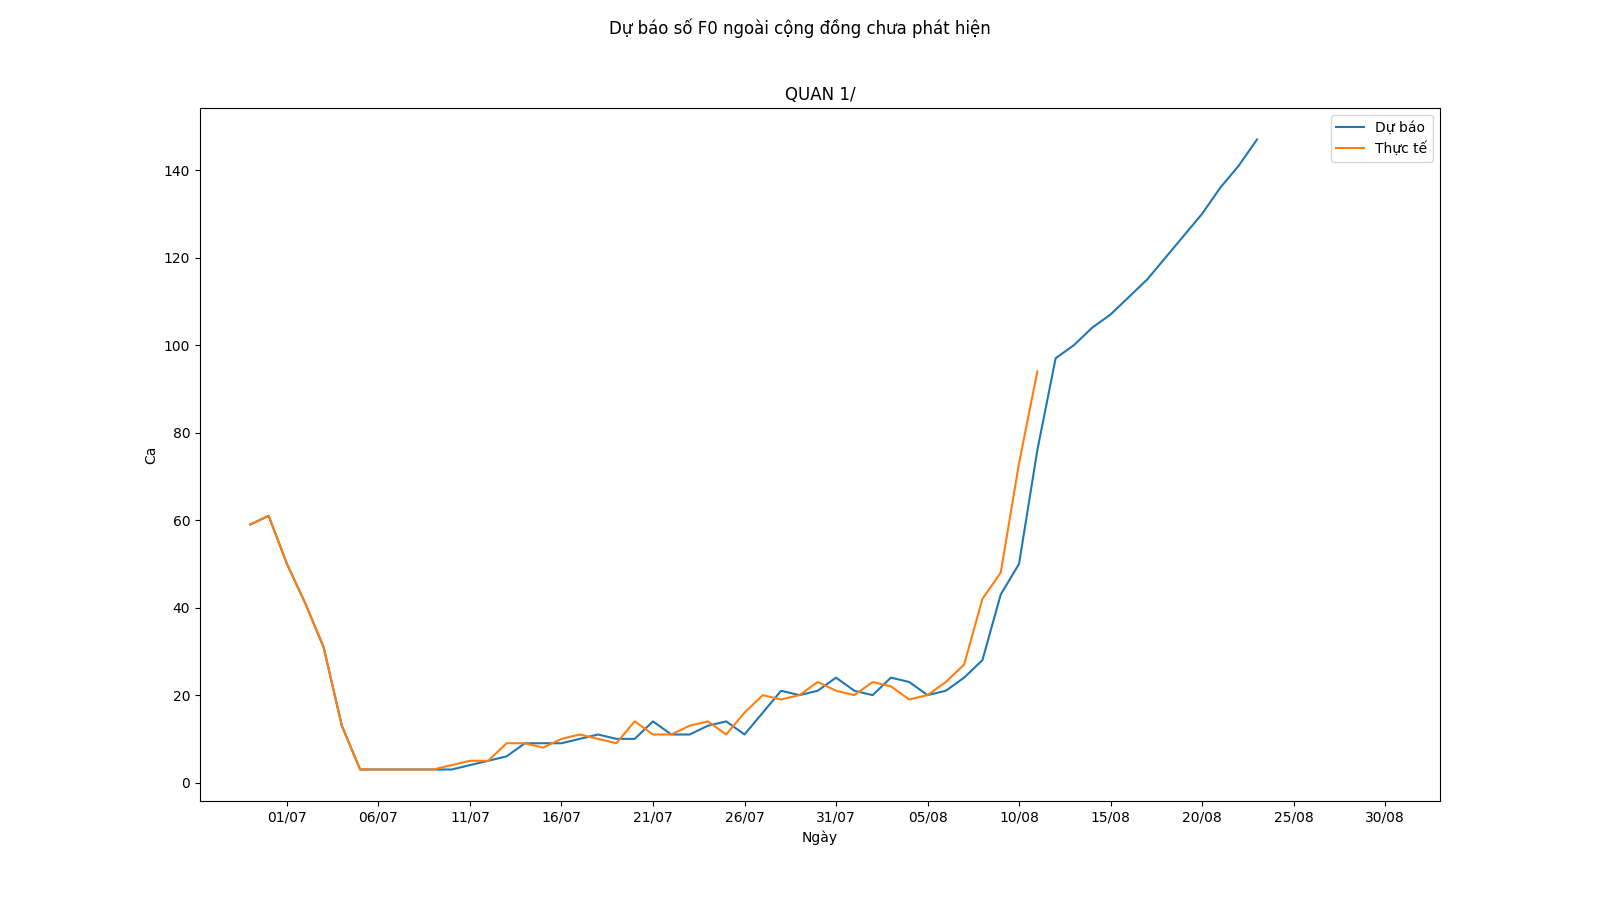 Dự báo số F0 ngoài cộng đồng chưa phát hiện
QUAN 1/
Dự báo
Thực tế
140
120
100
80
60
40
20
0
Ca
01/07 06/07 11/07 16/07 21/07 26/07 31/07 05/08 10/08 15/08 20/08 25/08 30/08
Ngày